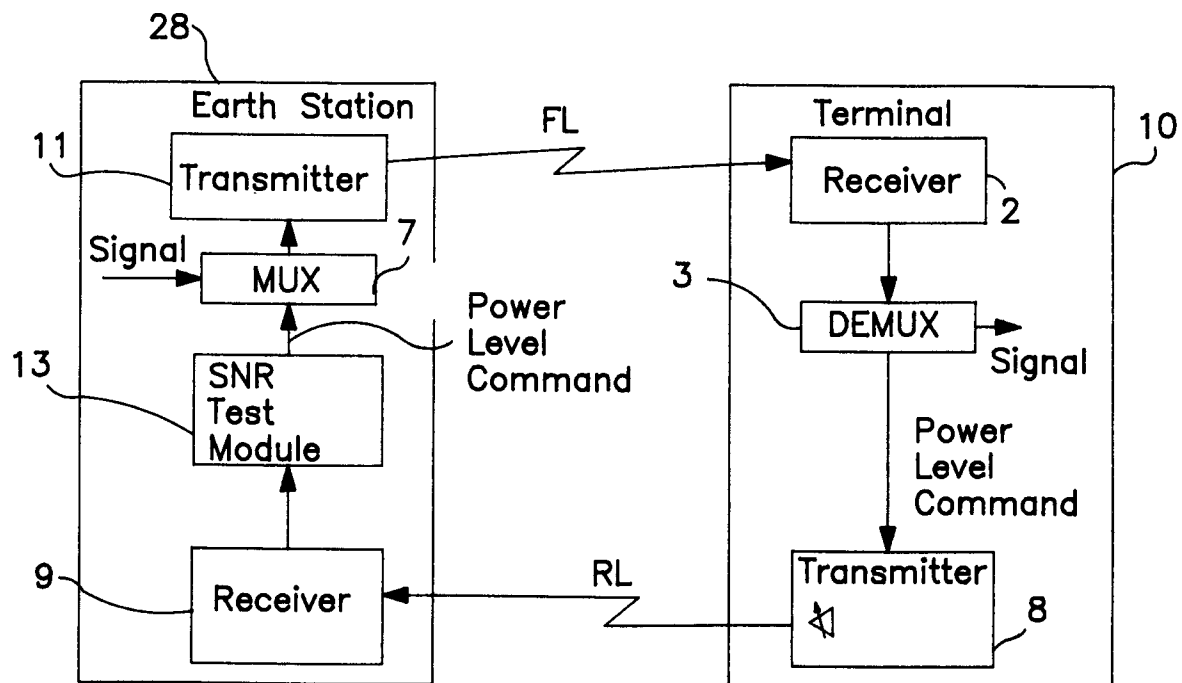 28
Earth Station
11
Transmitter
FL
Terminal
10
Receiver
2
Signal
7
MUX
3
DEMUX
Signal
Power
Level
Command
13
SNR
Test
Module
Power
Level
Command
9
Receiver
RL
Transmitter
8